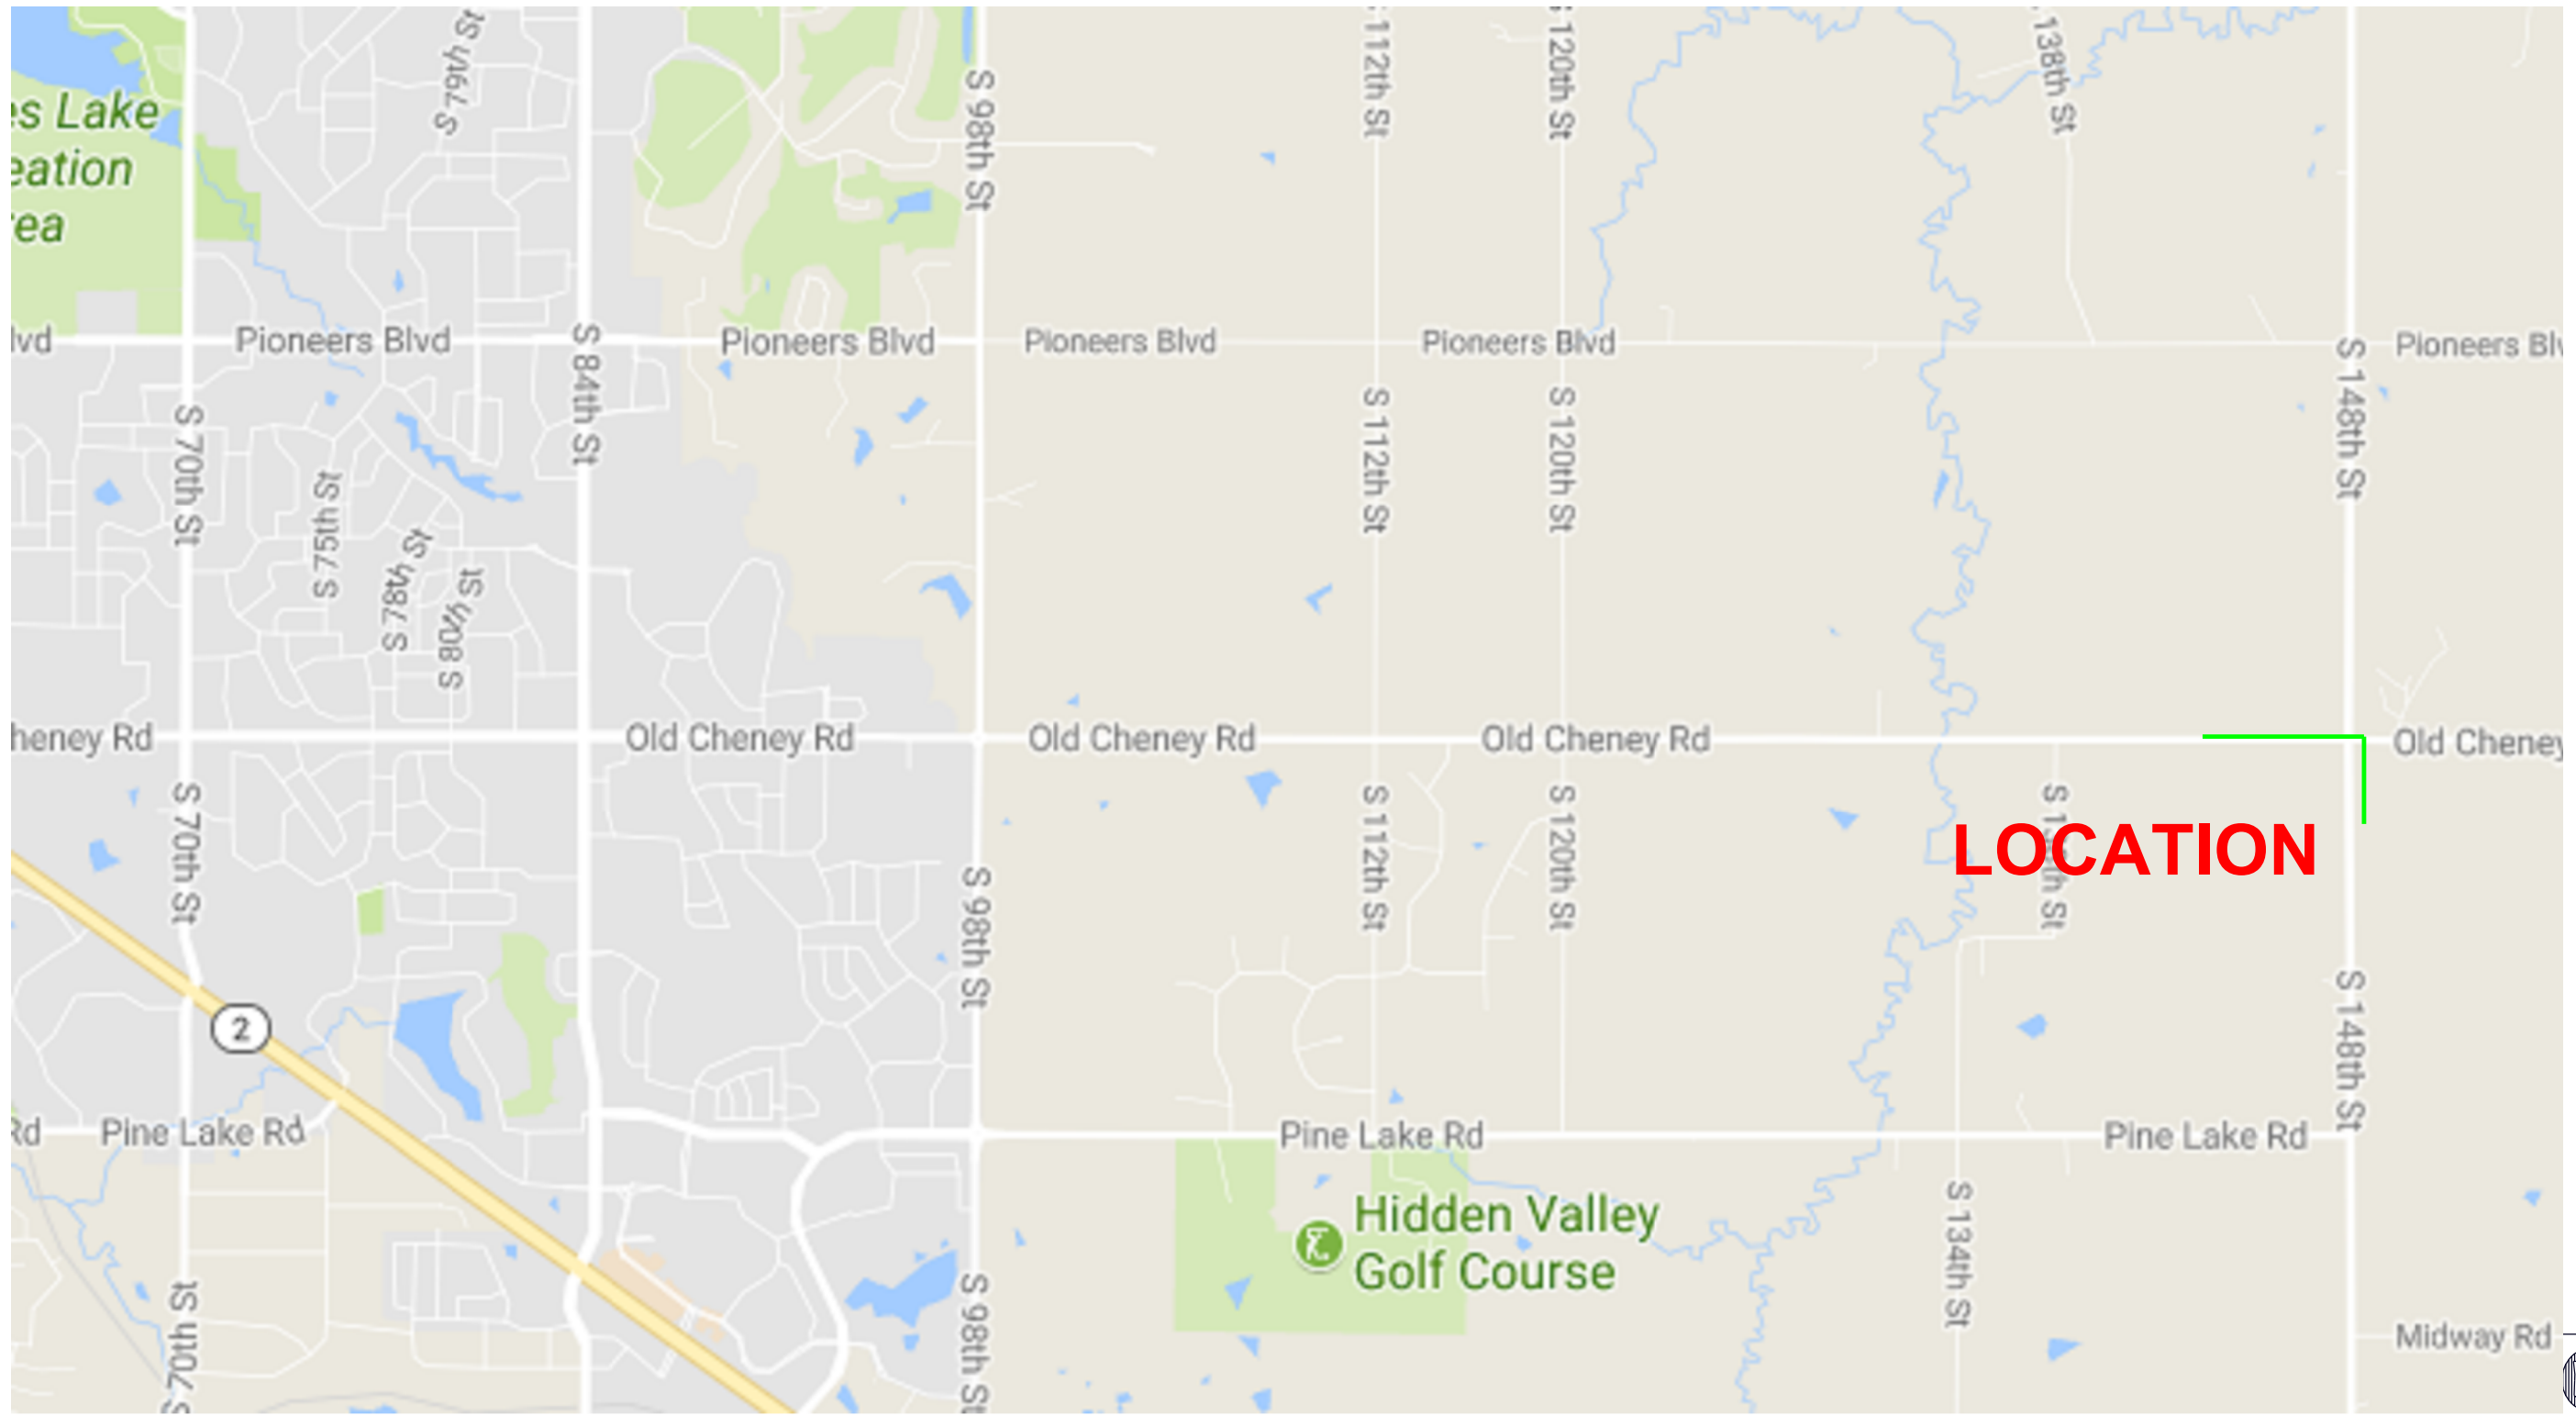 S 79th St
S 98th St
112th St
120th St
138th St
es Lake
eation
rea
lvd
Pioneers Blvd
Pioneers Blvd
Pioneers Blvd
Pioneers Blvd
Pioneers Blv
S 84th St
S 148th St
S 70th St
S 112th St
S 120th St
S 75th St
S 78th St
S 80th St
heney Rd
Old Cheney Rd
Old Cheney Rd
Old Cheney Rd
Old Cheney
S 70th St
S 112th St
S 120th St
LOCATION
S 98th St
S 148th St
2
Rd
Pine Lake Rd
Pine Lake Rd
Pine Lake Rd
Hidden Valley
Golf Course
S 134th St
S 70th St
S 98th St
Midway Rd